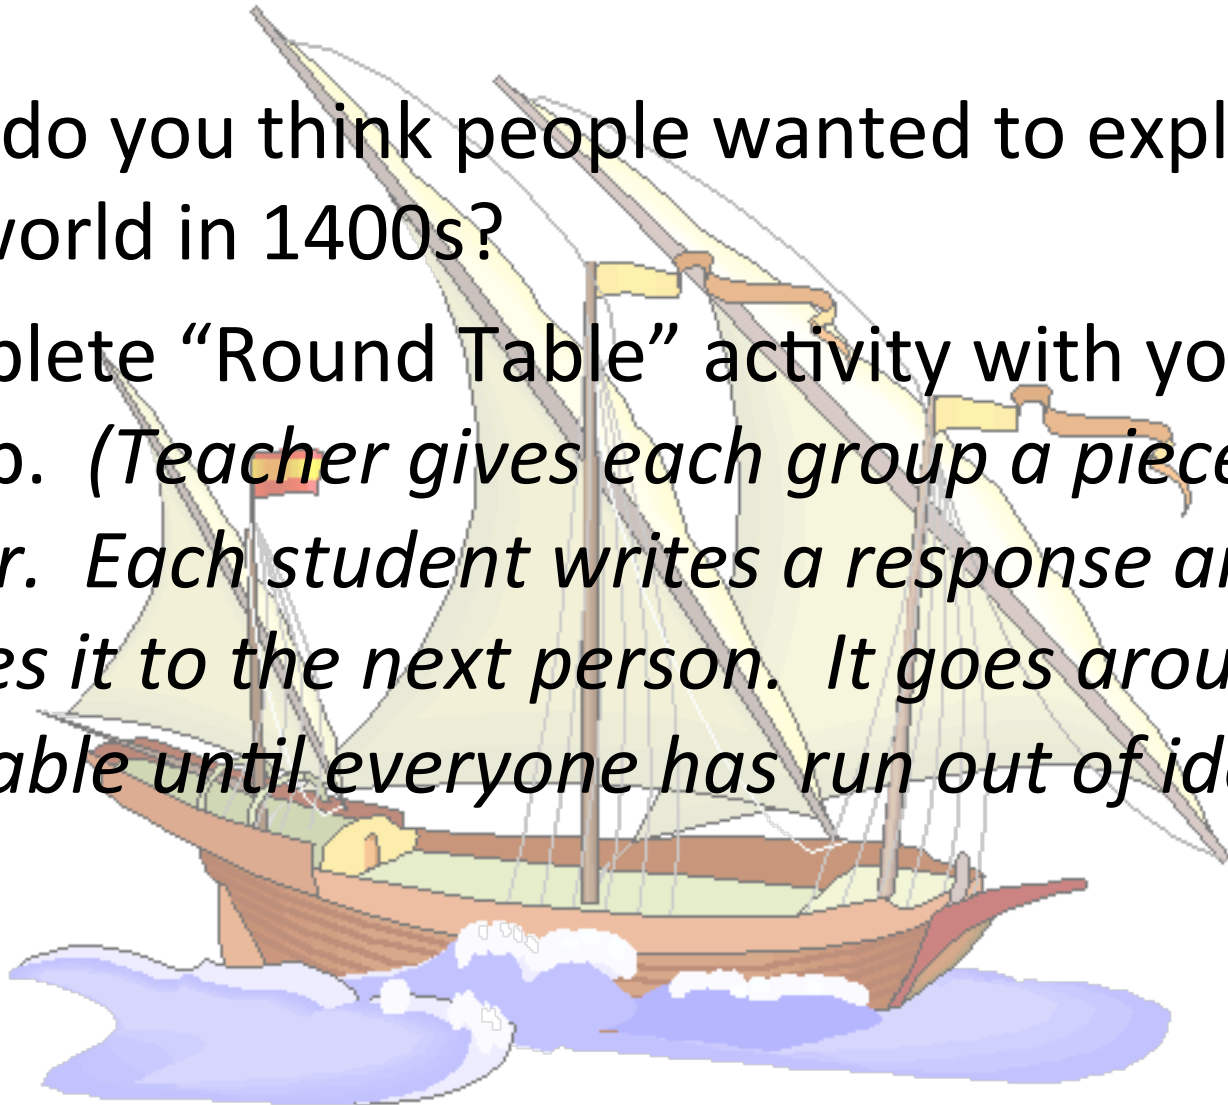 do you think people wanted to expl
world in 1400s?
plete “Round Table” activity with yo
p. (Teacher gives each group a piece
r. Each student writes a response an
es it to the next person. It goes arou
able until everyone has run out of ide